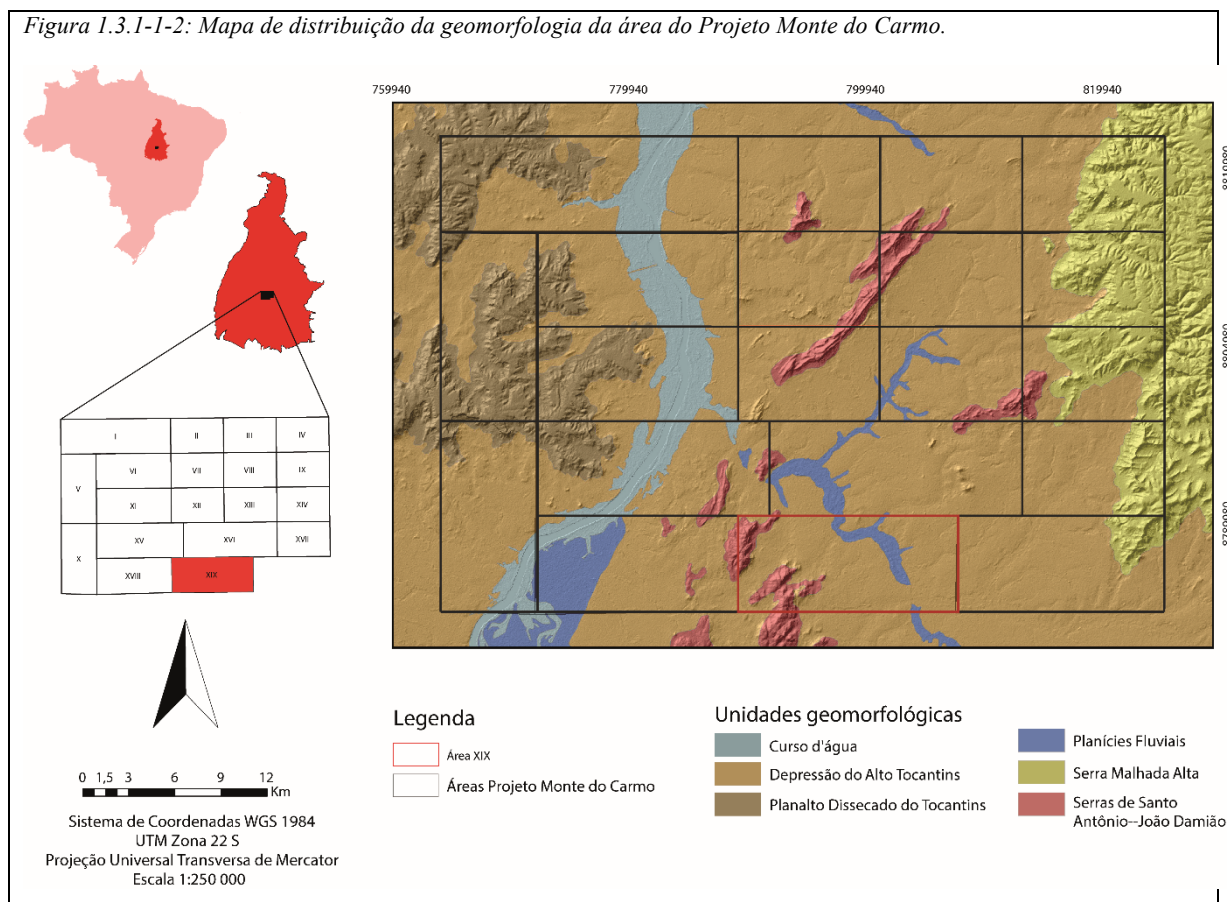 Figura 1.3.1-1-2: Mapa de distribuição da geomorfologia da área do Projeto Monte do Carmo.
759940 779940 799940 819940
8819980
8804980
8789980
I II III IV
V VI VII VIII IX
XI XII XIII XIV
X XV XVI XVII
XVIII XIX
0 1,5 3 6 9 12
Km
Sistema de Coordenadas WGS 1984
UTM Zona 22 S
Projeção Universal Transversa de Mercator
Escala 1:250 000
Legenda
Área XIX
Áreas Projeto Monte do Carmo
Unidades geomorfológicas
Curso d'água
Depressão do Alto Tocantins
Planalto Dissecado do Tocantins
Planícies Fluviais
Serra Malhada Alta
Serras de Santo
Antônio--João Damião